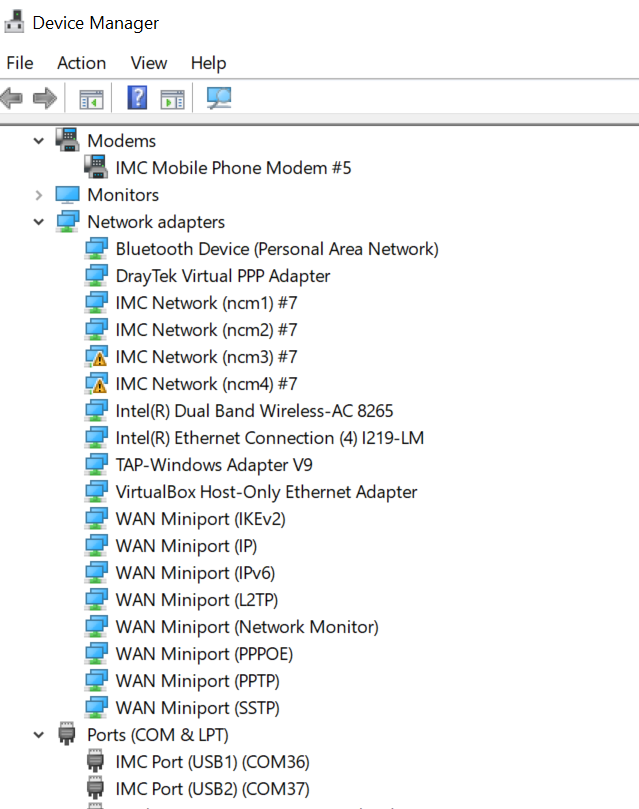 Device Manager
File Action View Help
?
Modems
IMC Mobile Phone Modem #5
Monitors
Network adapters
Bluetooth Device (Personal Area Network)
DrayTek Virtual PPP Adapter
IMC Network (ncm1) #7
IMC Network (ncm2) #7
IMC Network (ncm3) #7
IMC Network (ncm4) #7
Intel(R) Dual Band Wireless-AC 8265
Intel(R) Ethernet Connection (4) I219-LM
TAP-Windows Adapter V9
VirtualBox Host-Only Ethernet Adapter
WAN Miniport (IKEv2)
WAN Miniport (IP)
WAN Miniport (IPv6)
WAN Miniport (L2TP)
WAN Miniport (Network Monitor)
WAN Miniport (PPPOE)
WAN Miniport (PPTP)
WAN Miniport (SSTP)
Ports (COM & LPT)
IMC Port (USB1) (COM36)
IMC Port (USB2) (COM37)